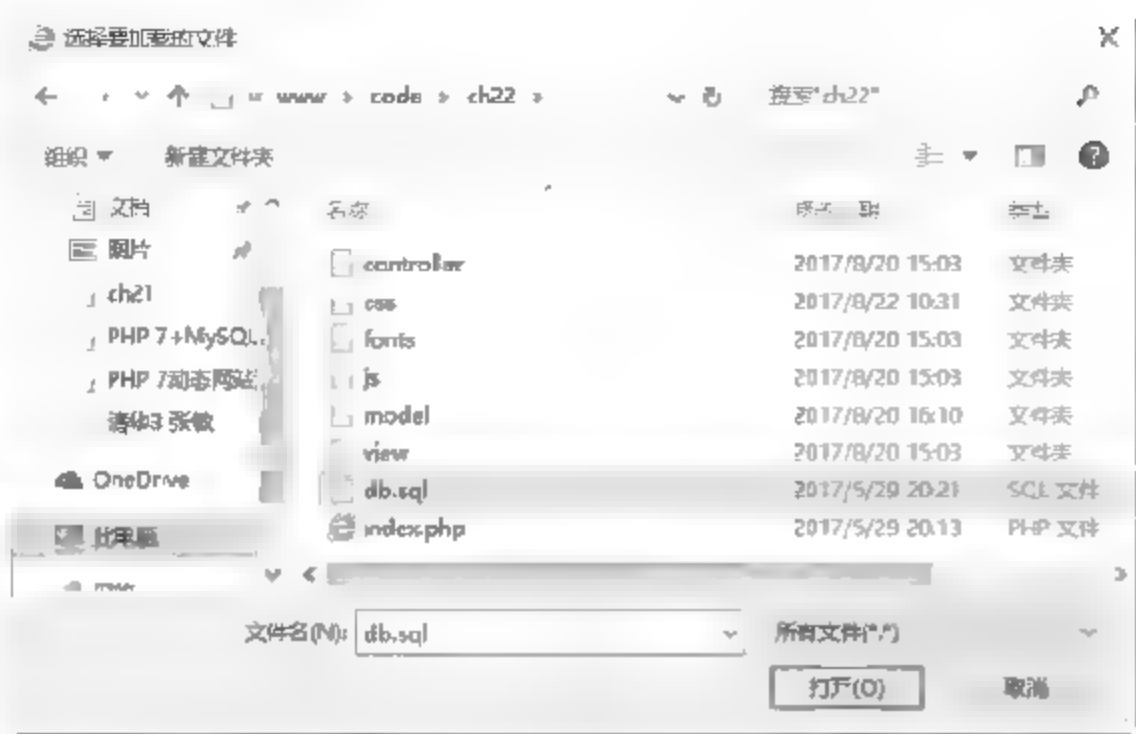 选择要加载的文件
www › code › ch22 › 搜索"ch22"
组织 新建文件夹
名称 类型
文档
照片
ch21
PHP 7+MySQL
PHP 7动态网站
OneDrive
此电脑
controller 2017/8/20 15:03 文件夹
css 2017/8/22 10:31 文件夹
fonts 2017/8/20 15:03 文件夹
js 2017/8/20 15:03 文件夹
model 2017/8/20 16:10 文件夹
view 2017/8/20 15:03 文件夹
db.sql 2017/5/29 20:21 SQL 文件
index.php 2017/5/29 20:13 PHP 文件
文件名(N): db.sql 所有文件(*.*)
打开(O) 取消